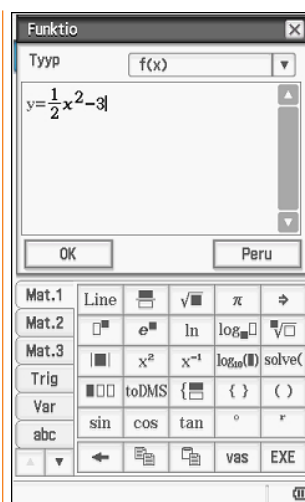 Funktio
Tyyp f(x)
y=1/2x²-3
OK Peru
Mat.1 Line √■ π ⇒
Mat.2 □■ e■ ln log■□ ■√□
Mat.3 |■| x² x⁻¹ log₁₀(■) solve(
Trig ■□□ toDMS { { } ( )
Var sin cos tan ° r
abc
vas EXE